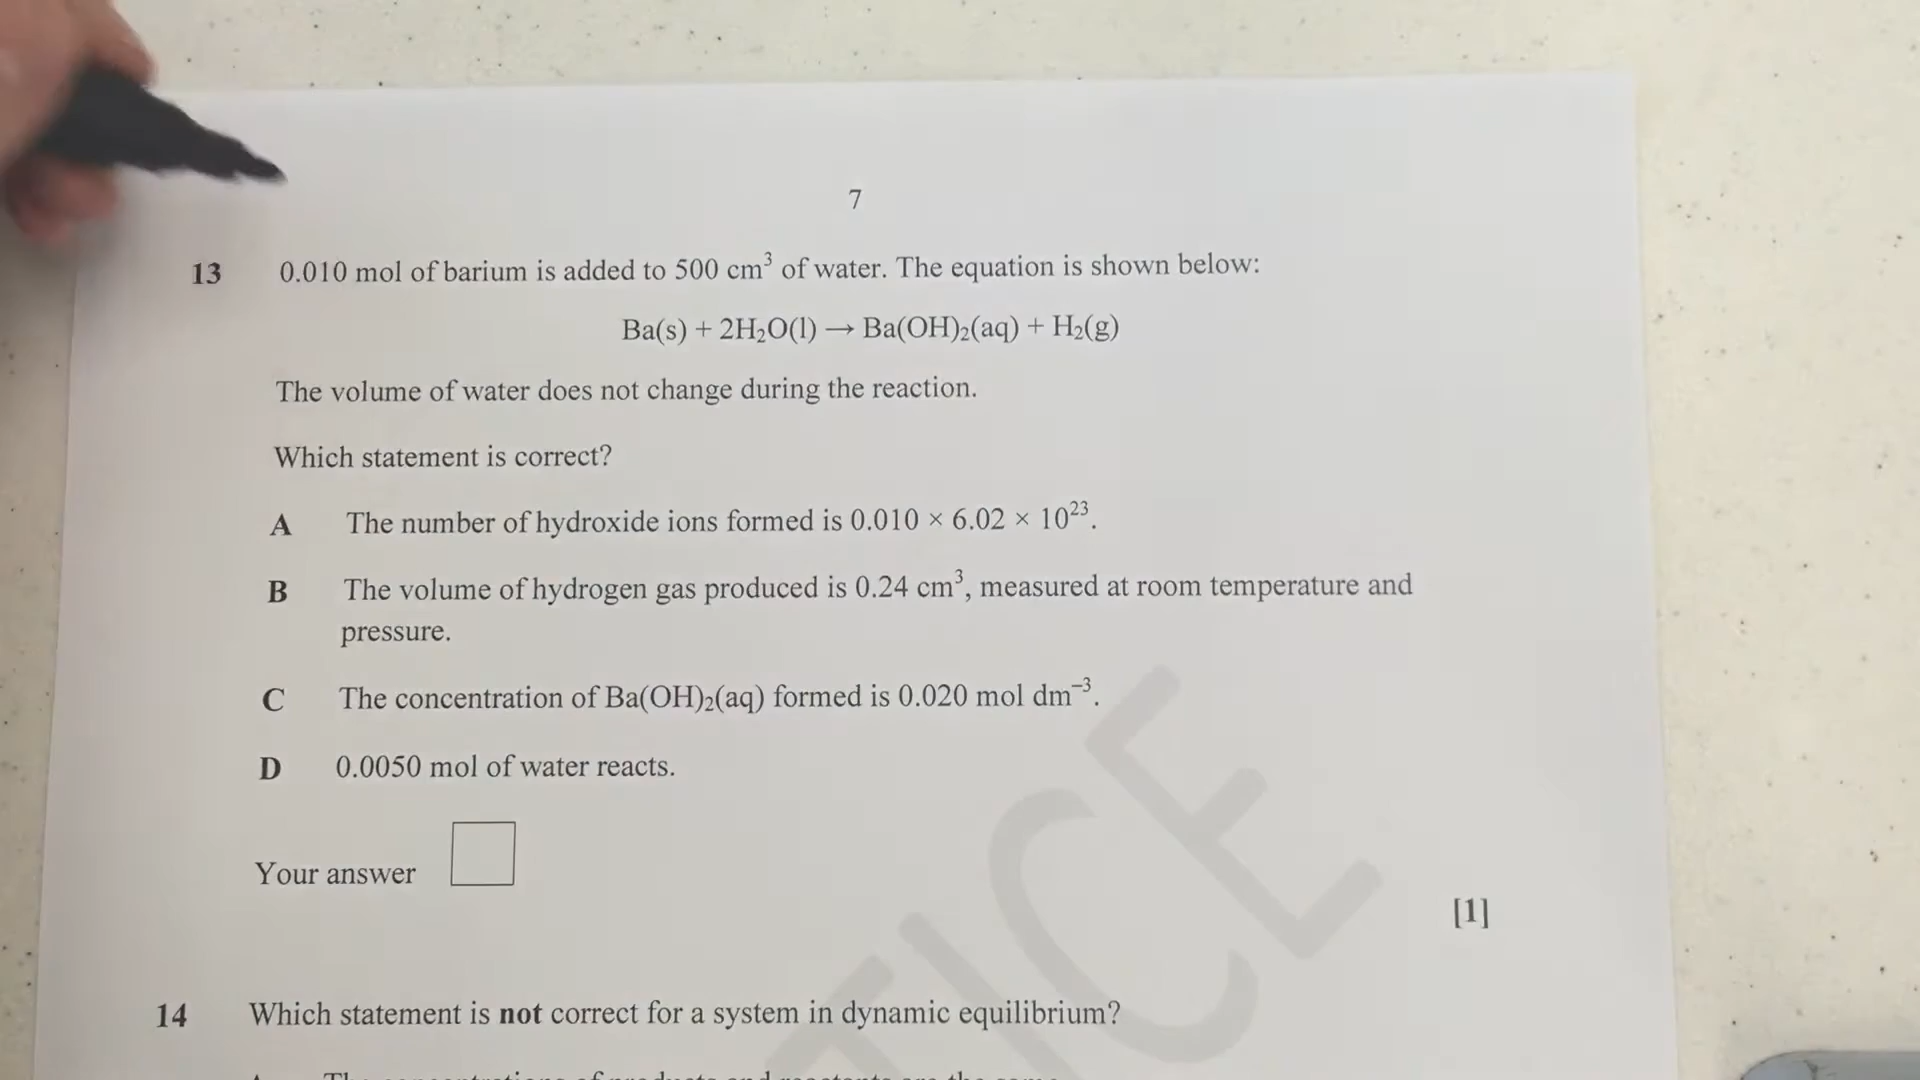 7
13 0.010 mol of barium is added to 500 cm³ of water. The equation is shown below:
Ba(s) + 2H₂O(l) → Ba(OH)₂(aq) + H₂(g)
The volume of water does not change during the reaction.
Which statement is correct?
A The number of hydroxide ions formed is 0.010 × 6.02 × 10²³.
B The volume of hydrogen gas produced is 0.24 cm³, measured at room temperature and
pressure.
C The concentration of Ba(OH)₂(aq) formed is 0.020 mol dm⁻³.
D 0.0050 mol of water reacts.
Your answer
[1]
14 Which statement is not correct for a system in dynamic equilibrium?